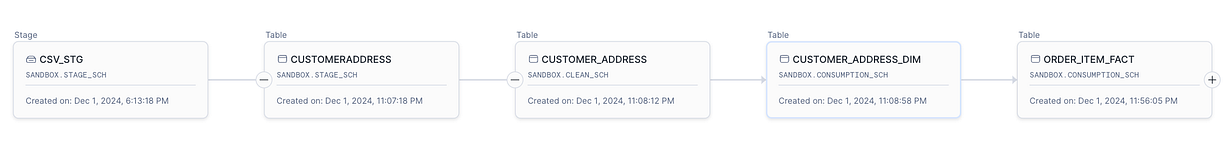 Stage
CSV_STG
SANDBOX.STAGE_SCH
Created on: Dec 1, 2024, 6:13:18 PM
Table
CUSTOMERADDRESS
SANDBOX.STAGE_SCH
Created on: Dec 1, 2024, 11:07:18 PM
Table
CUSTOMER_ADDRESS
SANDBOX.CLEAN_SCH
Created on: Dec 1, 2024, 11:08:12 PM
Table
CUSTOMER_ADDRESS_DIM
SANDBOX.CONSUMPTION_SCH
Created on: Dec 1, 2024, 11:08:58 PM
Table
ORDER_ITEM_FACT
SANDBOX.CONSUMPTION_SCH
Created on: Dec 1, 2024, 11:56:05 PM